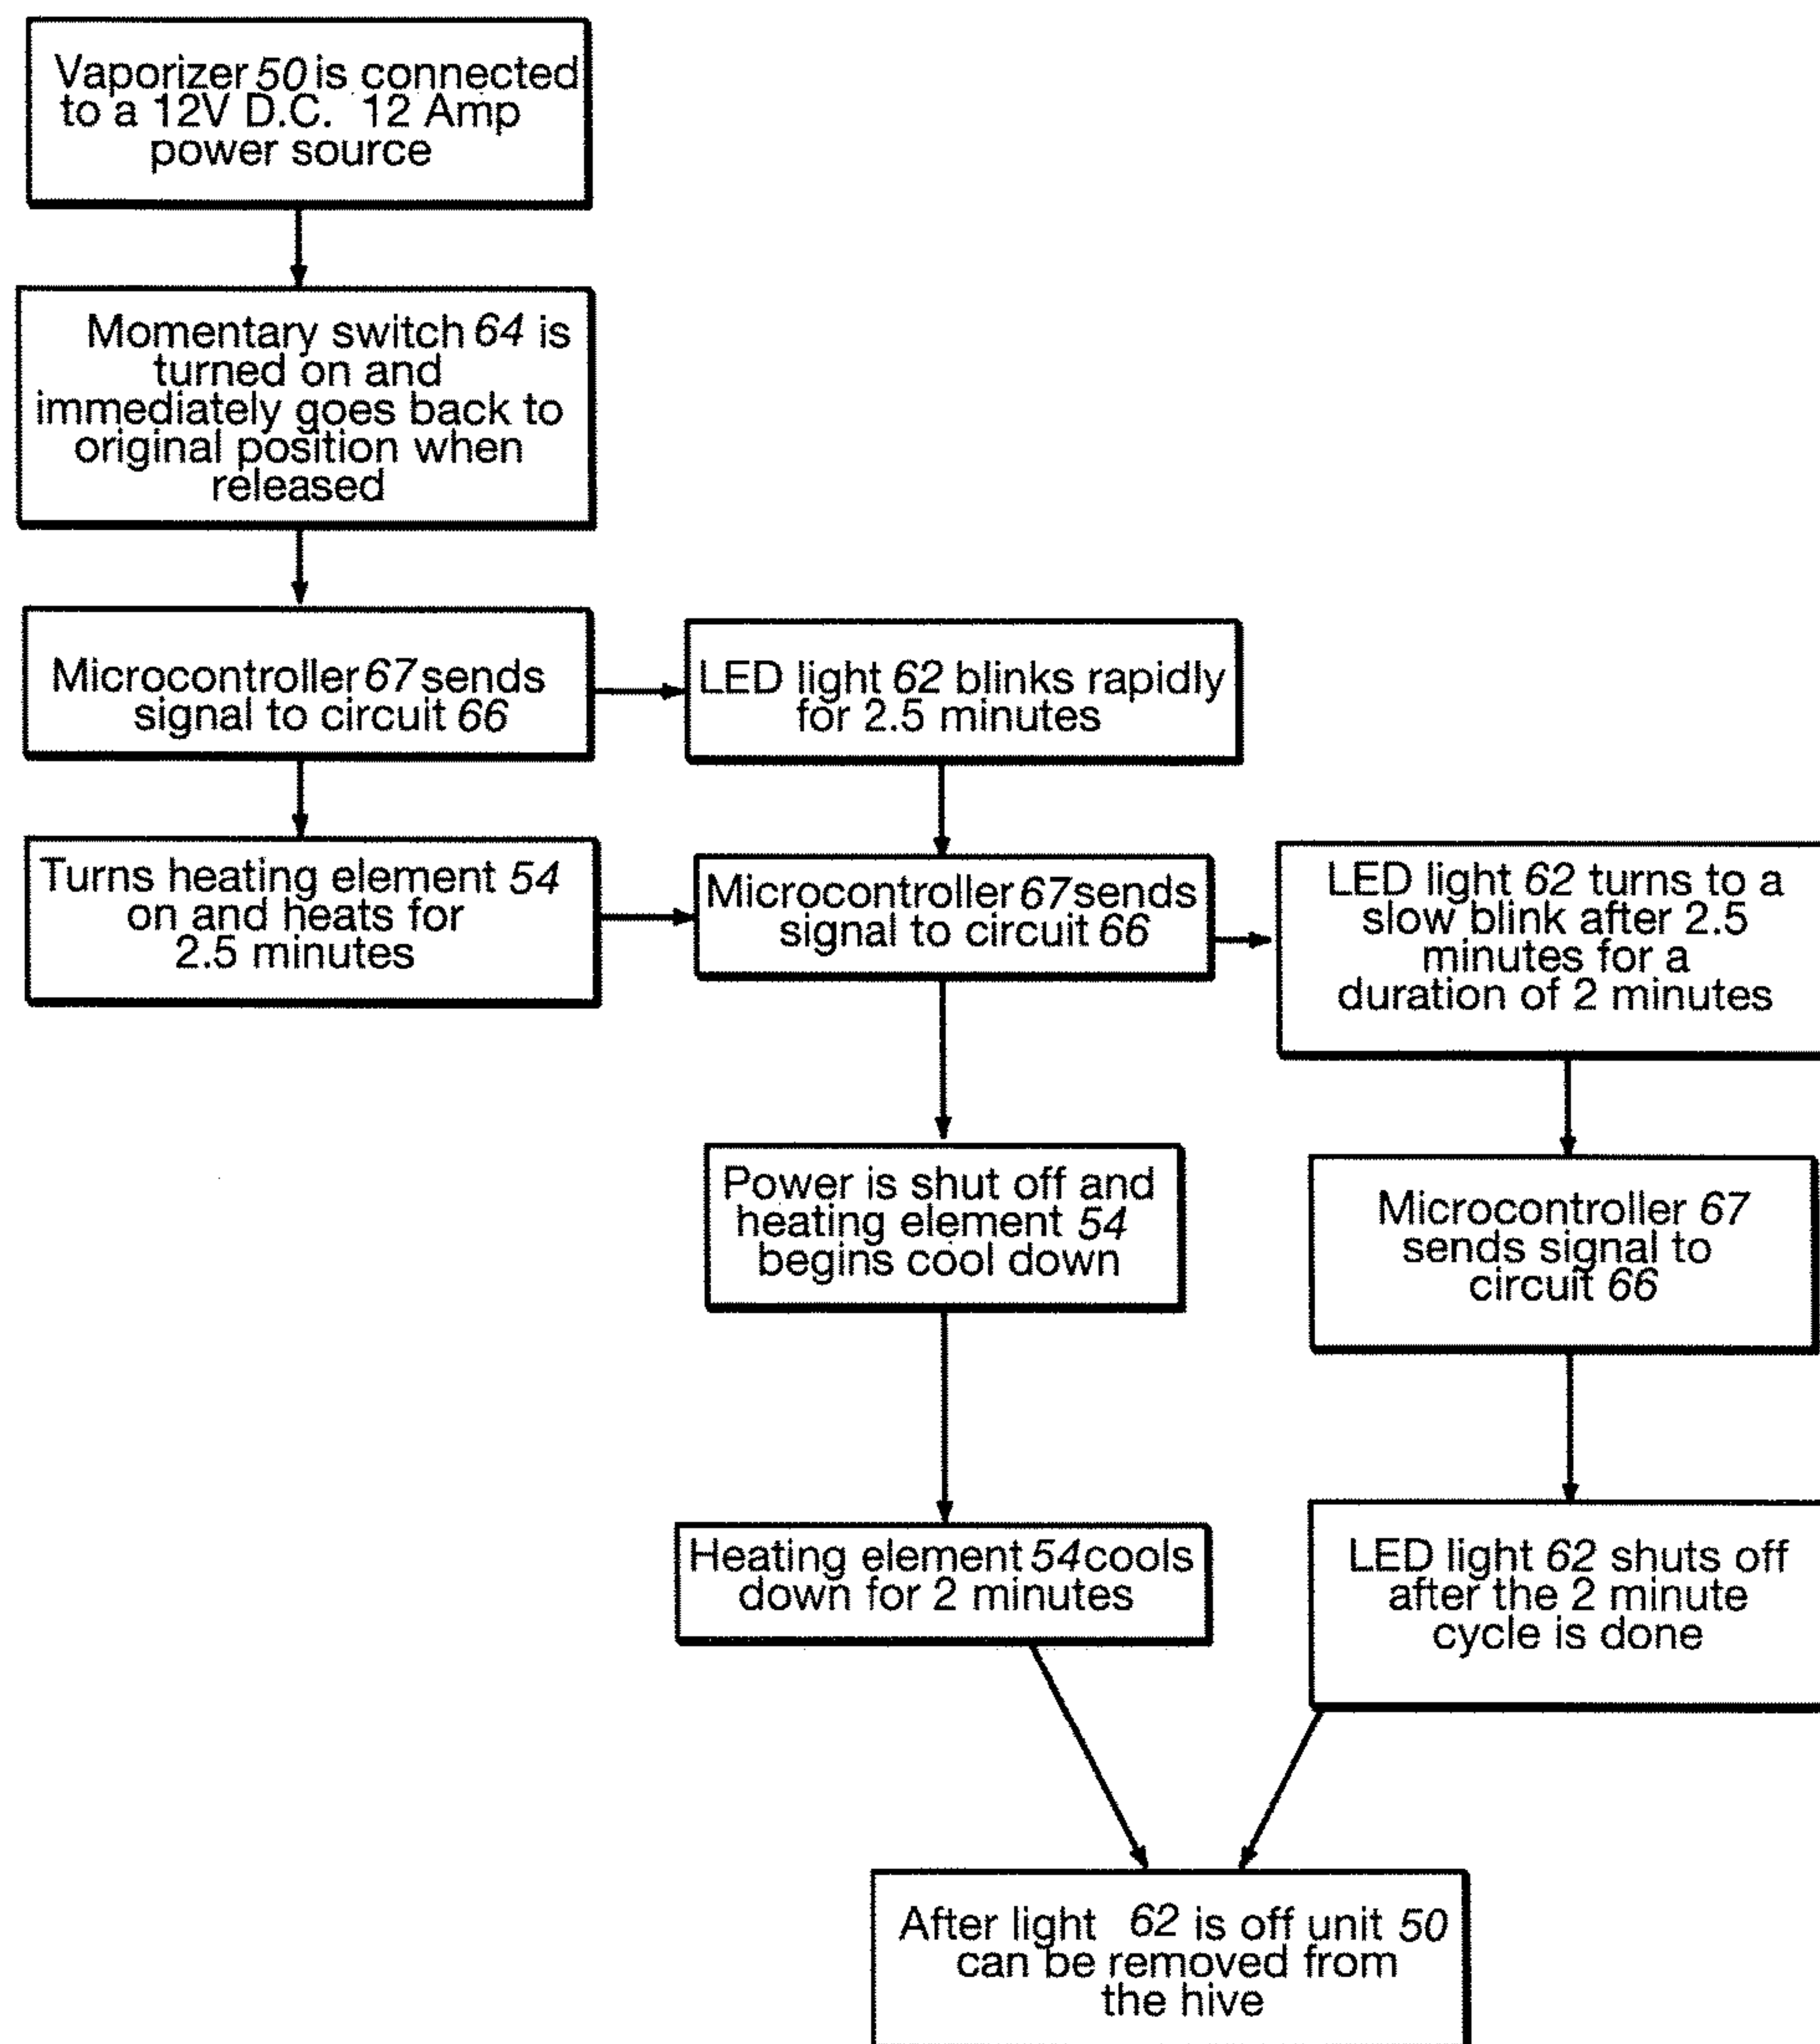 Vaporizer 50 is connected
to a 12V D.C. 12 Amp
power source
Momentary switch 64 is
turned on and
immediately goes back to
original position when
released
Microcontroller 67 sends
signal to circuit 66
LED light 62 blinks rapidly
for 2.5 minutes
Turns heating element 54
on and heats for
2.5 minutes
Microcontroller 67 sends
signal to circuit 66
LED light 62 turns to a
slow blink after 2.5
minutes for a
duration of 2 minutes
Power is shut off and
heating element 54
begins cool down
Microcontroller 67
sends signal to
circuit 66
Heating element 54 cools
down for 2 minutes
LED light 62 shuts off
after the 2 minute
cycle is done
After light 62 is off unit 50
can be removed from
the hive